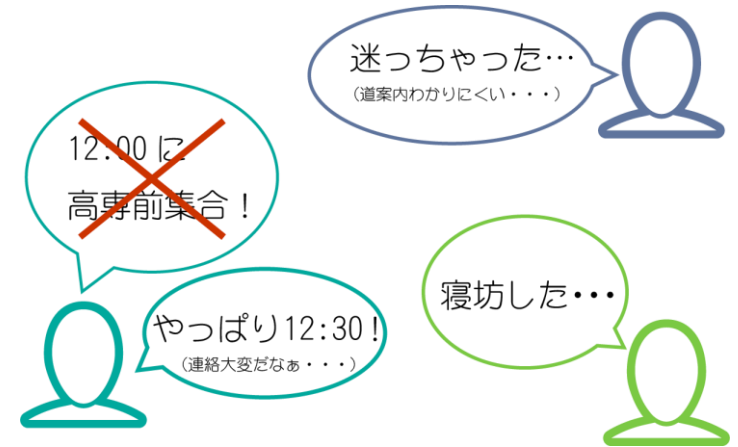 迷っちゃった…
（道案内わかりにくい・・・）
12:00 に
高専前集合！
やっぱり12:30！
（連絡大変だなぁ・・・）
寝坊した・・・